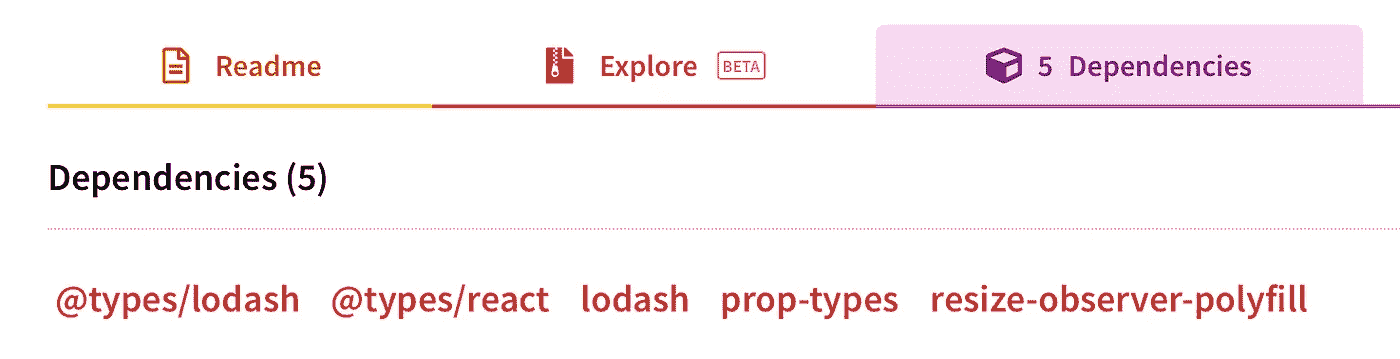 Readme Explore BETA 5 Dependencies
Dependencies (5)
@types/lodash @types/react lodash prop-types resize-observer-polyfill